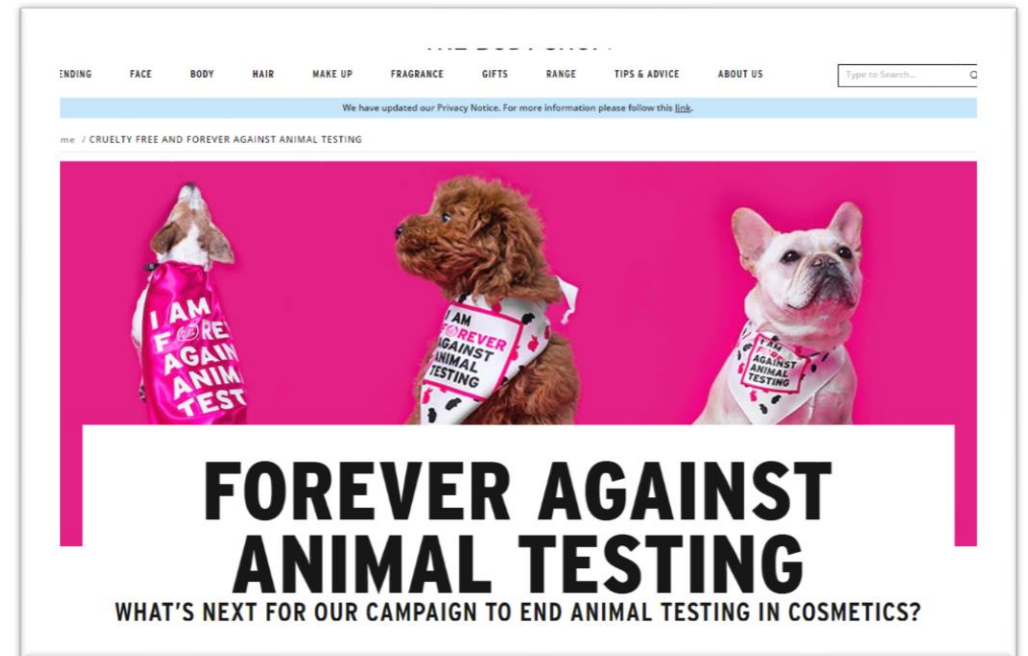 ENDING FACE BODY HAIR MAKE UP FRAGRANCE GIFTS RANGE TIPS & ADVICE ABOUT US Type to Search...
We have updated our Privacy Notice. For more information please follow this link.
me / CRUELTY FREE AND FOREVER AGAINST ANIMAL TESTING
I AM
F RE
AGAIN
ANIM
TEST
I AM
FOREVER
AGAINST
ANIMAL
TESTING
I AM
AGAINST
ANIMAL
TESTING
FOREVER AGAINST
ANIMAL TESTING
WHAT'S NEXT FOR OUR CAMPAIGN TO END ANIMAL TESTING IN COSMETICS?